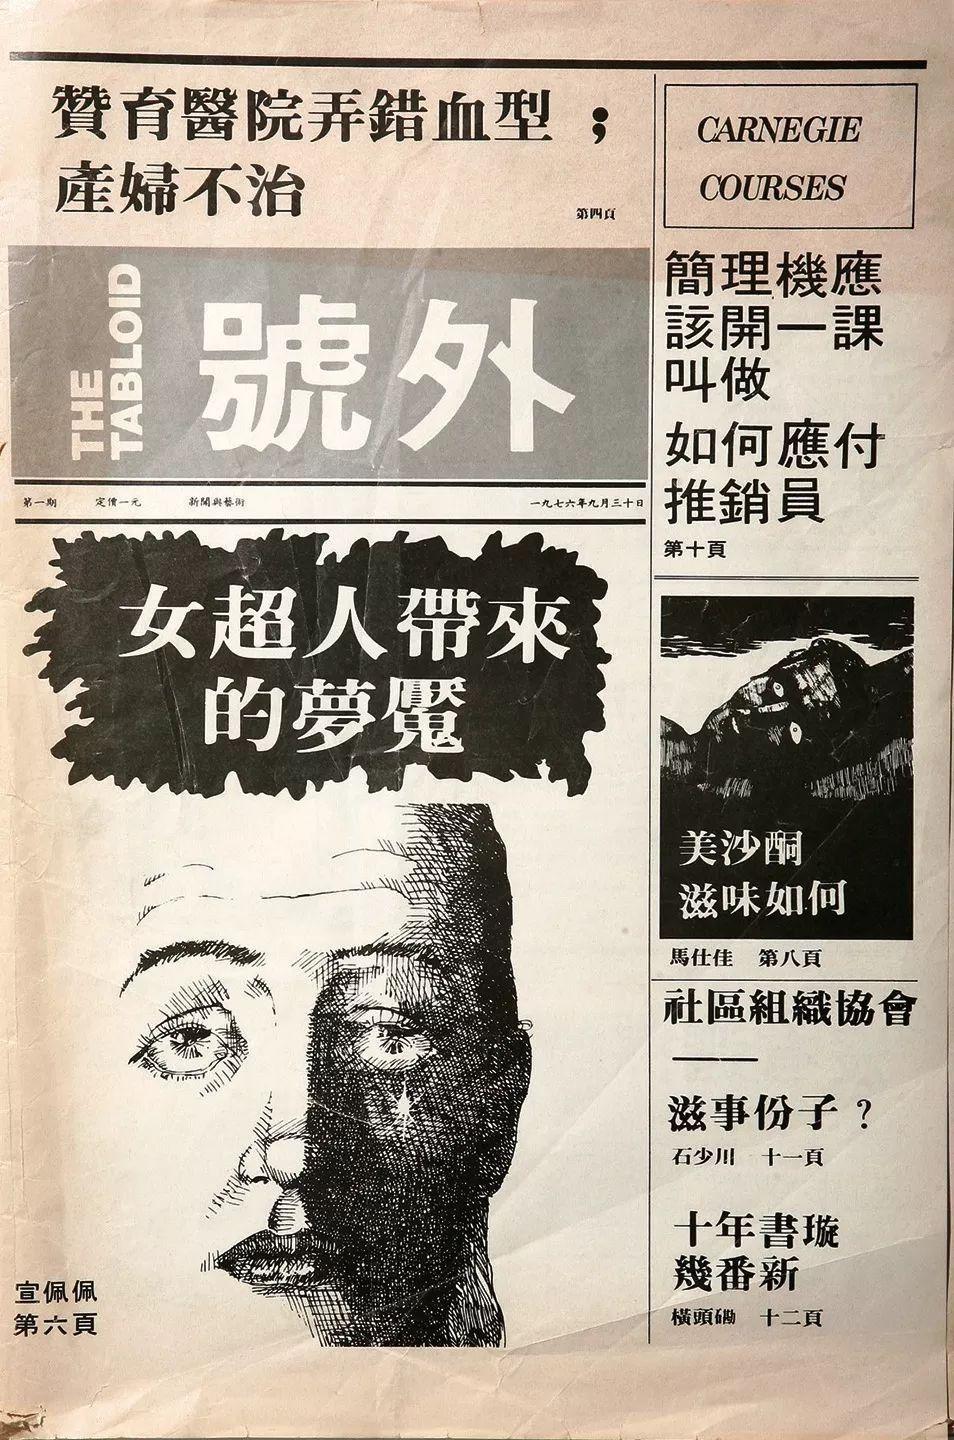 贊育醫院弄錯血型；
產婦不治
第四頁
THE
TABLOID
號外
第一期 定價一元 新聞與藝術 一九七六年九月三十日
女超人帶來
的夢魘
宣佩佩
第六頁
CARNEGIE
COURSES
簡理機應
該開一課
叫做
如何應付
推銷員
第十頁
美沙酮
滋味如何
馬仕佳 第八頁
社區組織協會
——
滋事份子？
石少川 十一頁
十年書璇
幾番新
橫頭磡 十二頁